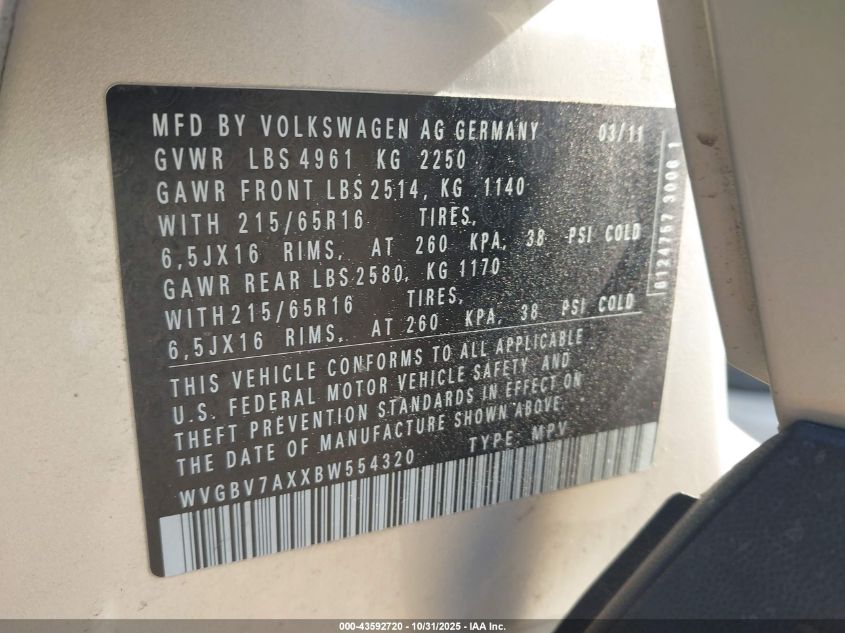 MFD BY VOLKSWAGEN AG GERMANY 03/11
GVWR LBS 4961 KG 2250
GAWR FRONT LBS 2514, KG 1140
WITH 215/65R16 TIRES,
6,5JX16 RIMS, AT 260 KPA, 38 PSI COLD
GAWR REAR LBS 2580, KG 1170
WITH 215/65R16 TIRES,
6,5JX16 RIMS, AT 260 KPA, 38 PSI COLD
THIS VEHICLE CONFORMS TO ALL APPLICABLE
U.S. FEDERAL MOTOR VEHICLE SAFETY AND
THEFT PREVENTION STANDARDS IN EFFECT ON
THE DATE OF MANUFACTURE SHOWN ABOVE.
WVGBV7AXXBW554320 TYPE: MPV
000-43592720 - 10/31/2025 - IAA Inc.